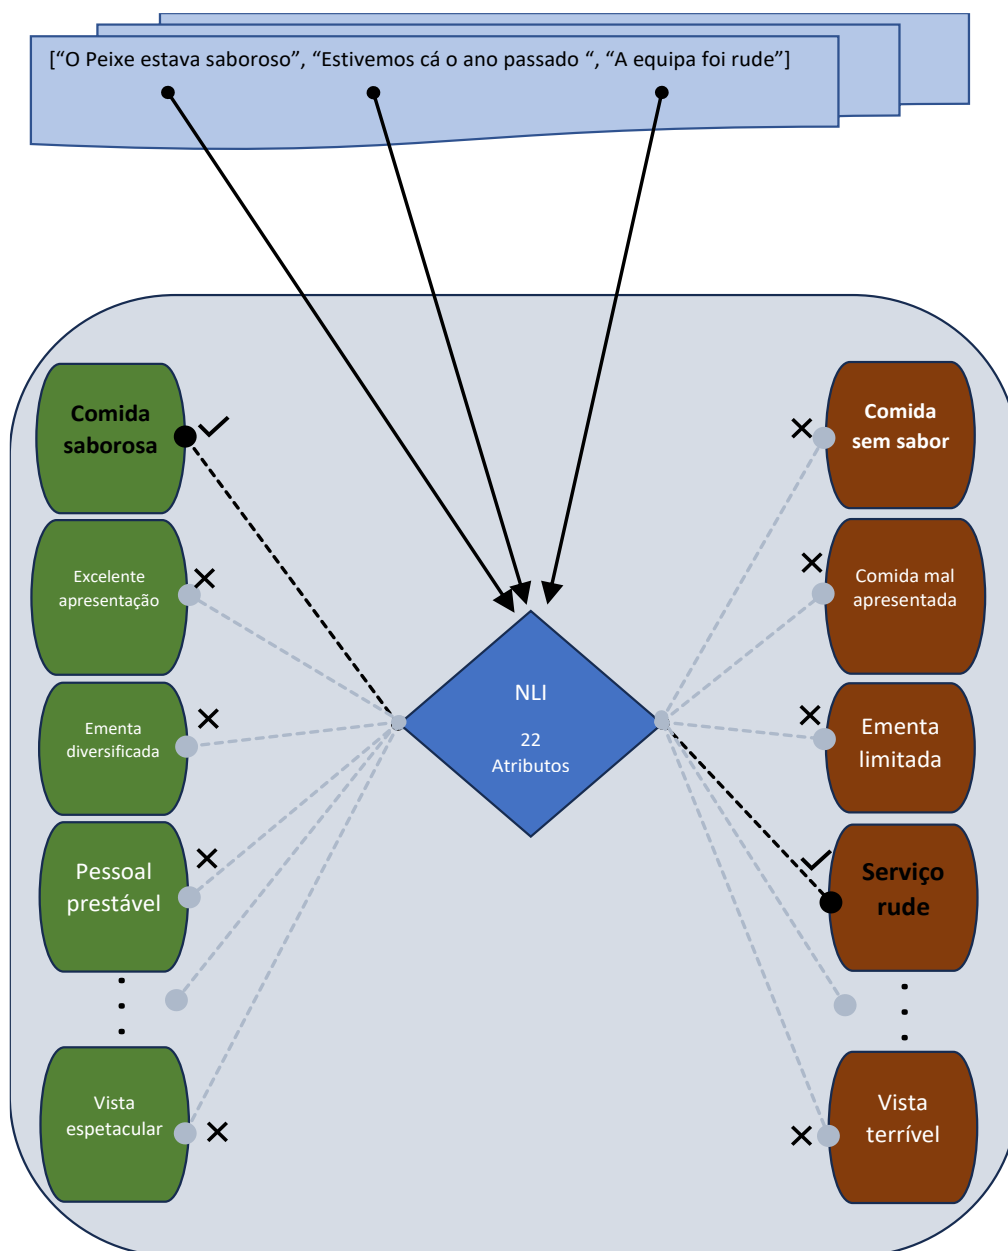 [“O Peixe estava saboroso”, “Estivemos cá o ano passado “, “A equipa foi rude”]
Comida
saborosa
Excelente
apresentação
Ementa
diversificada
Pessoal
prestável
Vista
espetacular
NLI
22
Atributos
Comida
sem sabor
Comida mal
apresentada
Ementa
limitada
Serviço
rude
Vista
terrível